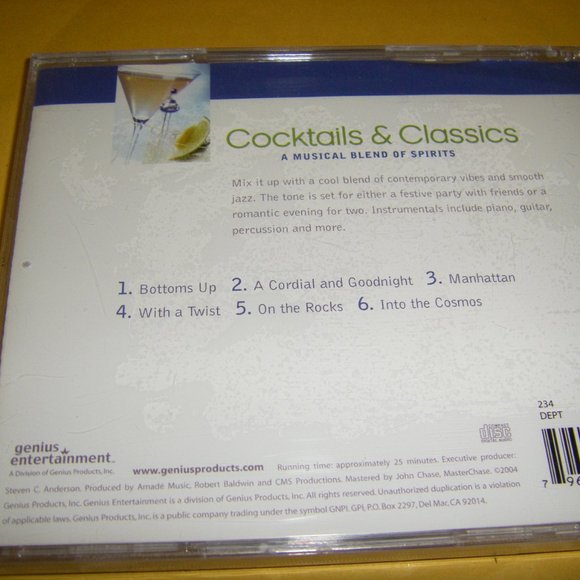 Cocktails & Classics
A MUSICAL BLEND OF SPIRITS
Mix it up with a cool blend of contemporary vibes and smooth
jazz. The tone is set for either a festive party with friends or a
romantic evening for two. Instrumentals include piano, guitar,
percussion and more.
1. Bottoms Up 2. A Cordial and Goodnight 3. Manhattan
4. With a Twist 5. On the Rocks 6. Into the Cosmos
234
DEPT
COMPACT
disc
DIGITAL AUDIO
genius
entertainment™
A Division of Genius Products, Inc.
www.geniusproducts.com Running time: approximately 25 minutes. Executive producer:
Steven C. Anderson. Produced by Amadé Music, Robert Baldwin and CMS Productions. Mastered by John Chase, MasterChase. ©2004
Genius Products, Inc. Genius Entertainment is a division of Genius Products, Inc. All rights reserved. Unauthorized duplication is a violation
of applicable laws. Genius Products, Inc. is a public company trading under the symbol GNPI. GPI, P.O. Box 2297, Del Mar, CA 92014.
7 96